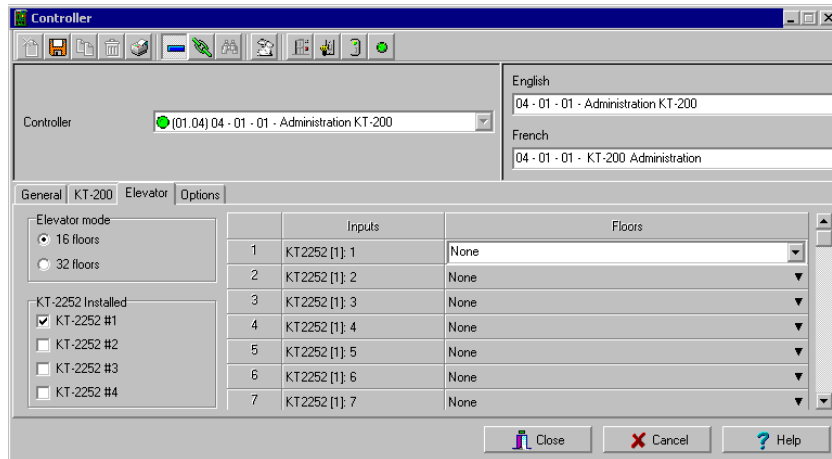 Controller
English
04 - 01 - 01 - Administration KT-200
Controller
(01.04) 04 - 01 - 01 - Administration KT-200
French
04 - 01 - 01 - KT-200 Administration
General KT-200 Elevator Options
Elevator mode
16 floors
32 floors
KT-2252 Installed
KT-2252 #1
KT-2252 #2
KT-2252 #3
KT-2252 #4
Inputs Floors
1 KT2252 [1]: 1 None
2 KT2252 [1]: 2 None
3 KT2252 [1]: 3 None
4 KT2252 [1]: 4 None
5 KT2252 [1]: 5 None
6 KT2252 [1]: 6 None
7 KT2252 [1]: 7 None
Close Cancel ? Help